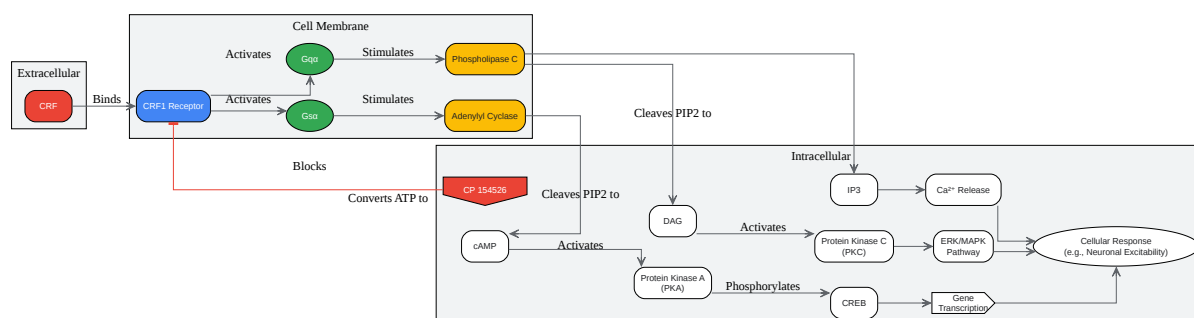 Cell Membrane
Activates
Gqα
Stimulates
Phospholipase C
Extracellular
CRF
Binds
CRF1 Receptor
Activates
Gsα
Stimulates
Adenylyl Cyclase
Cleaves PIP2 to
Blocks
Intracellular
Converts ATP to
CP 154526
Cleaves PIP2 to
IP3
Ca²⁺ Release
DAG
Activates
Protein Kinase C
(PKC)
ERK/MAPK
Pathway
Cellular Response
(e.g., Neuronal Excitability)
cAMP
Activates
Protein Kinase A
(PKA)
Phosphorylates
CREB
Gene
Transcription